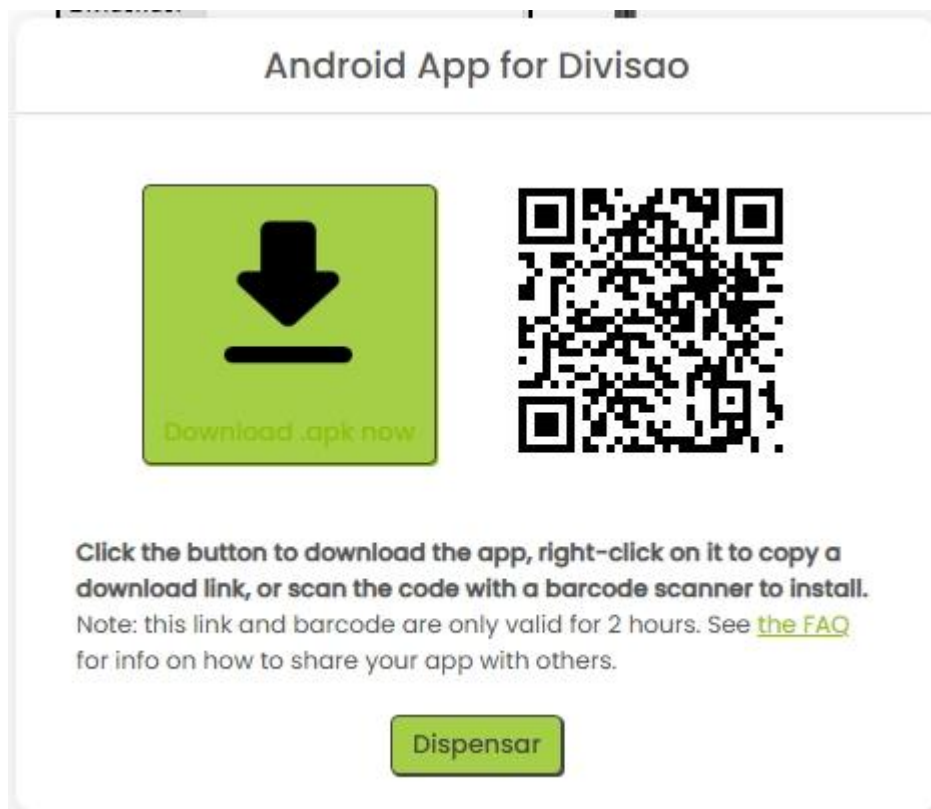 Android App for Divisao
Download .apk now
Click the button to download the app, right-click on it to copy a
download link, or scan the code with a barcode scanner to install.
Note: this link and barcode are only valid for 2 hours. See the FAQ
for info on how to share your app with others.
Dispensar